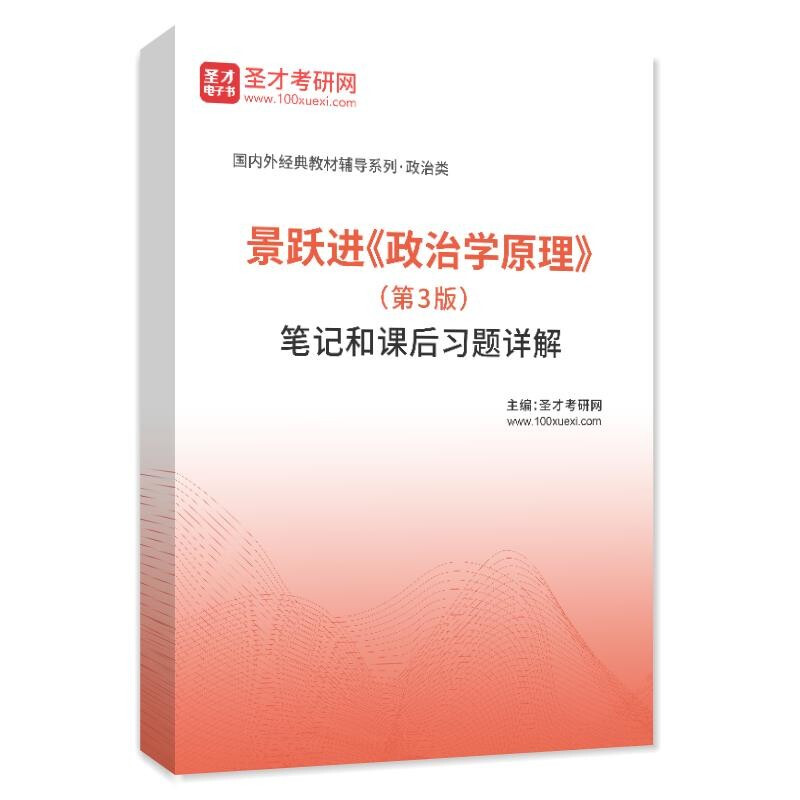 圣才
电子书
圣才考研网
www.100xuexi.com
国内外经典教材辅导系列·政治类
景跃进《政治学原理》
（第3版）
笔记和课后习题详解
主编：圣才考研网
www.100xuexi.com